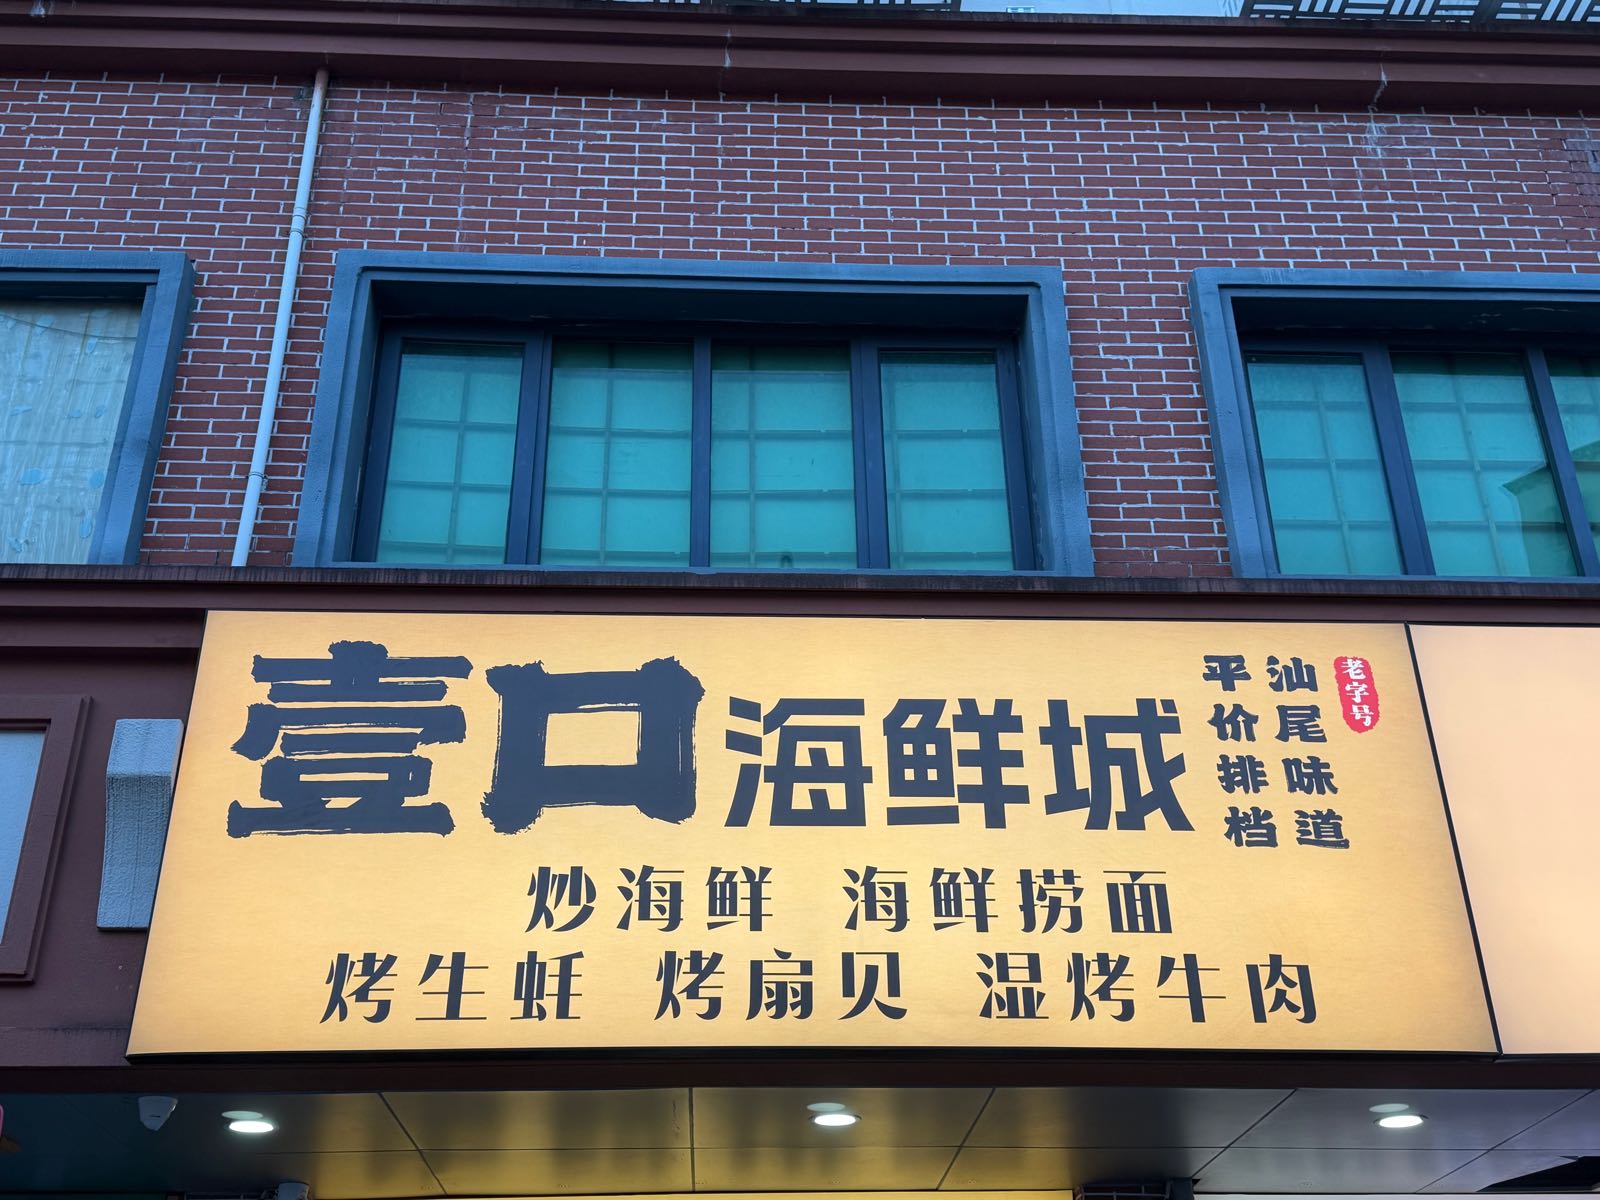 壹口海鲜城
老字号
汕尾味道
平价排档
炒海鲜 海鲜捞面
烤生蚝 烤扇贝 湿烤牛肉